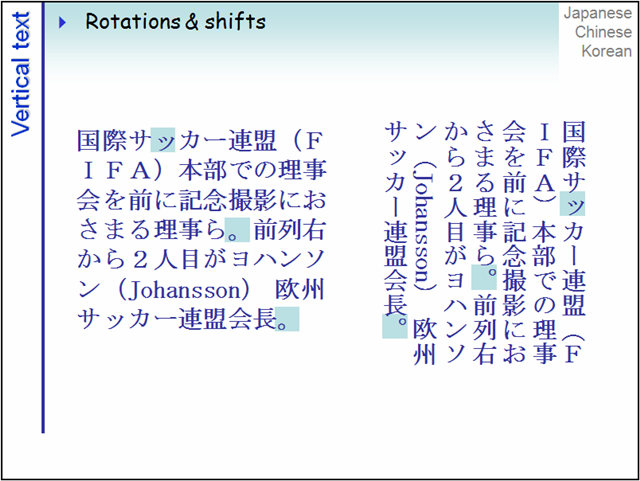 Vertical text
Rotations & shifts
Japanese
Chinese
Korean
国際サッカー連盟（Ｆ
ＩＦＡ）本部での理事
会を前に記念撮影にお
さまる理事ら。前列右
から２人目がヨハンソ
ン（Johansson） 欧州
サッカー連盟会長。
国際サッカー連盟（Ｆ
ＩＦＡ）本部での理事
会を前に記念撮影にお
さまる理事ら。前列右
から２人目がヨハンソ
ン（Johansson） 欧州
サッカー連盟会長。